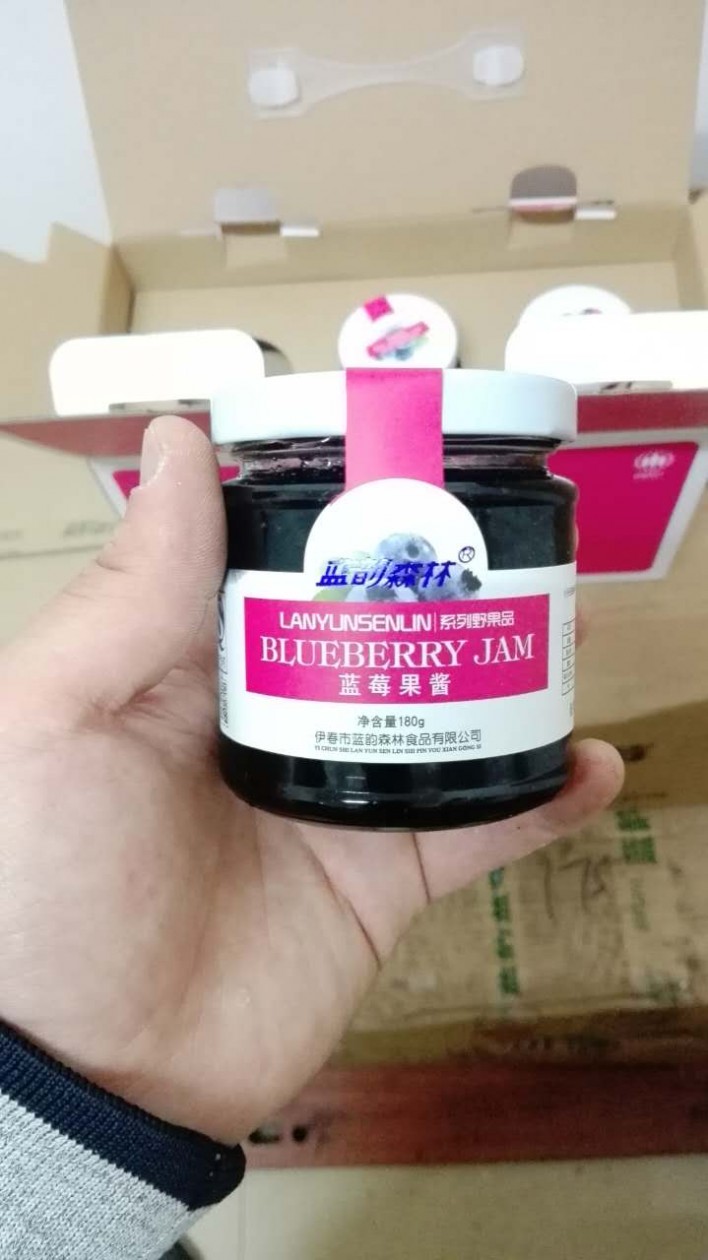 蓝韵森林®
LANYUNSENLIN 系列野果品
BLUEBERRY JAM
蓝莓果酱
净含量180g
伊春市蓝韵森林食品有限公司
YI CHUN SHI LAN YUN SEN LIN SHI PIN YOU XIAN GONG SI
175